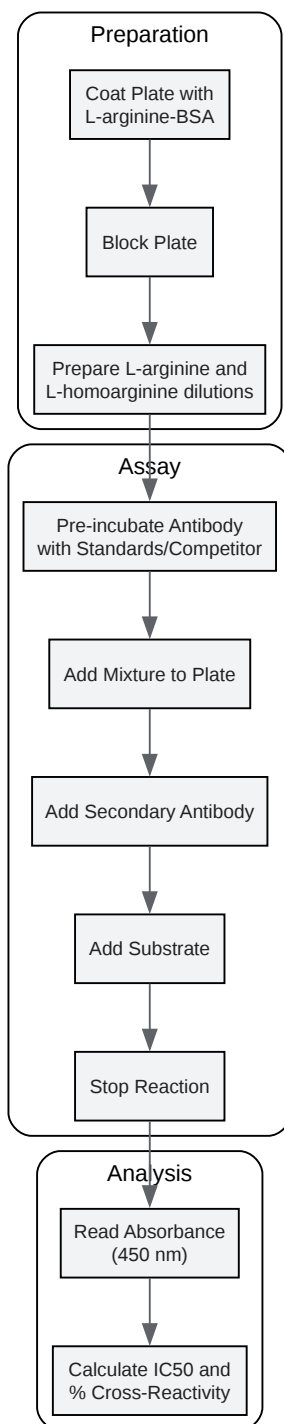 Preparation
Coat Plate with
L-arginine-BSA
Block Plate
Prepare L-arginine and
L-homoarginine dilutions
Assay
Pre-incubate Antibody
with Standards/Competitor
Add Mixture to Plate
Add Secondary Antibody
Add Substrate
Stop Reaction
Analysis
Read Absorbance
(450 nm)
Calculate IC50 and
% Cross-Reactivity